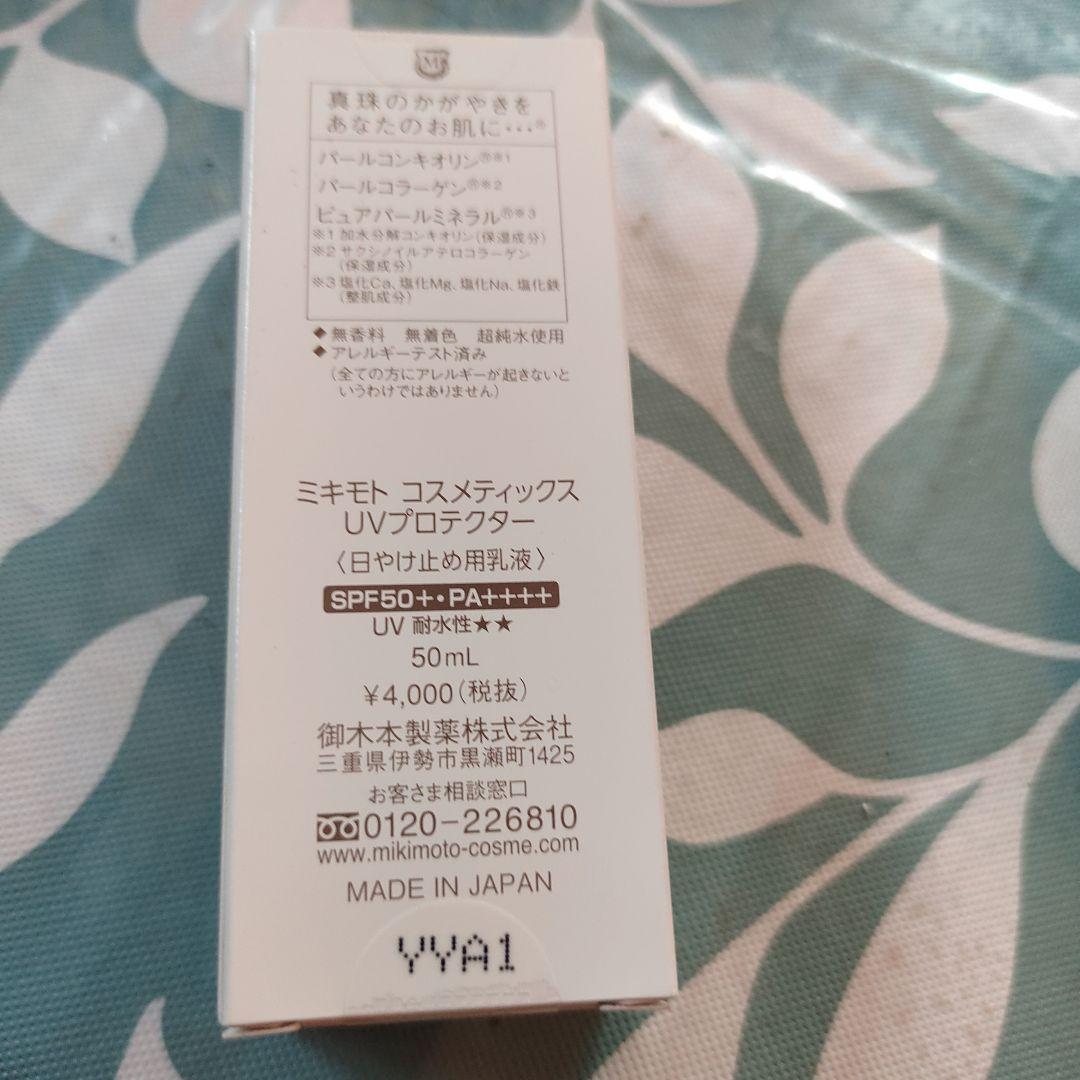 M
真珠のかがやきを
あなたのお肌に…®
パールコンキオリン®※1
パールコラーゲン®※2
ピュアパールミネラル®※3
※1 加水分解コンキオリン(保湿成分)
※2 サクシノイルアテロコラーゲン
(保湿成分)
※3 塩化Ca、塩化Mg、塩化Na、塩化鉄
(整肌成分)
◆無香料 無着色 超純水使用
◆アレルギーテスト済み
(全ての方にアレルギーが起きないと
いうわけではありません)
ミキモト コスメティックス
UVプロテクター
〈日やけ止め用乳液〉
SPF50+・PA++++
UV 耐水性★★
50mL
¥4,000(税抜)
御木本製薬株式会社
三重県伊勢市黒瀬町1425
お客さま相談窓口
0120-226810
www.mikimoto-cosme.com
MADE IN JAPAN
YYA1